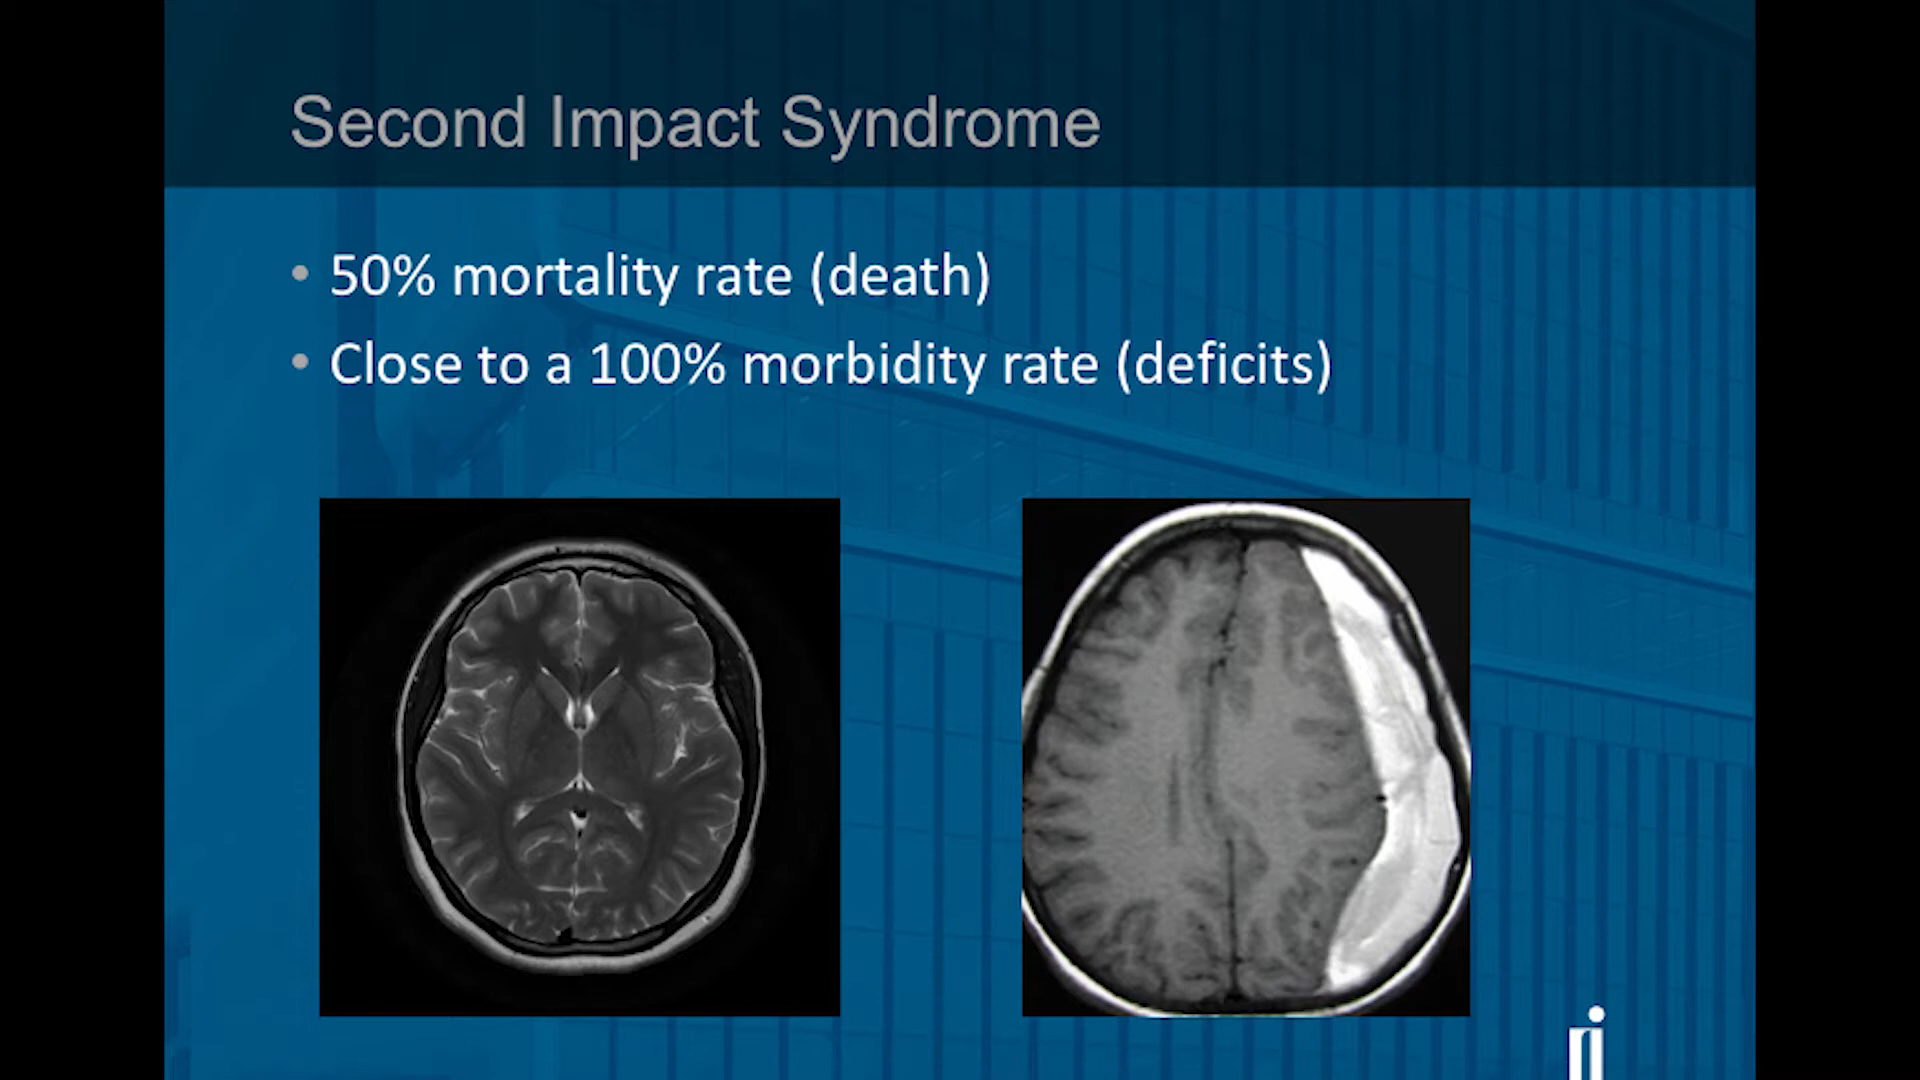 Second Impact Syndrome
• 50% mortality rate (death)
• Close to a 100% morbidity rate (deficits)